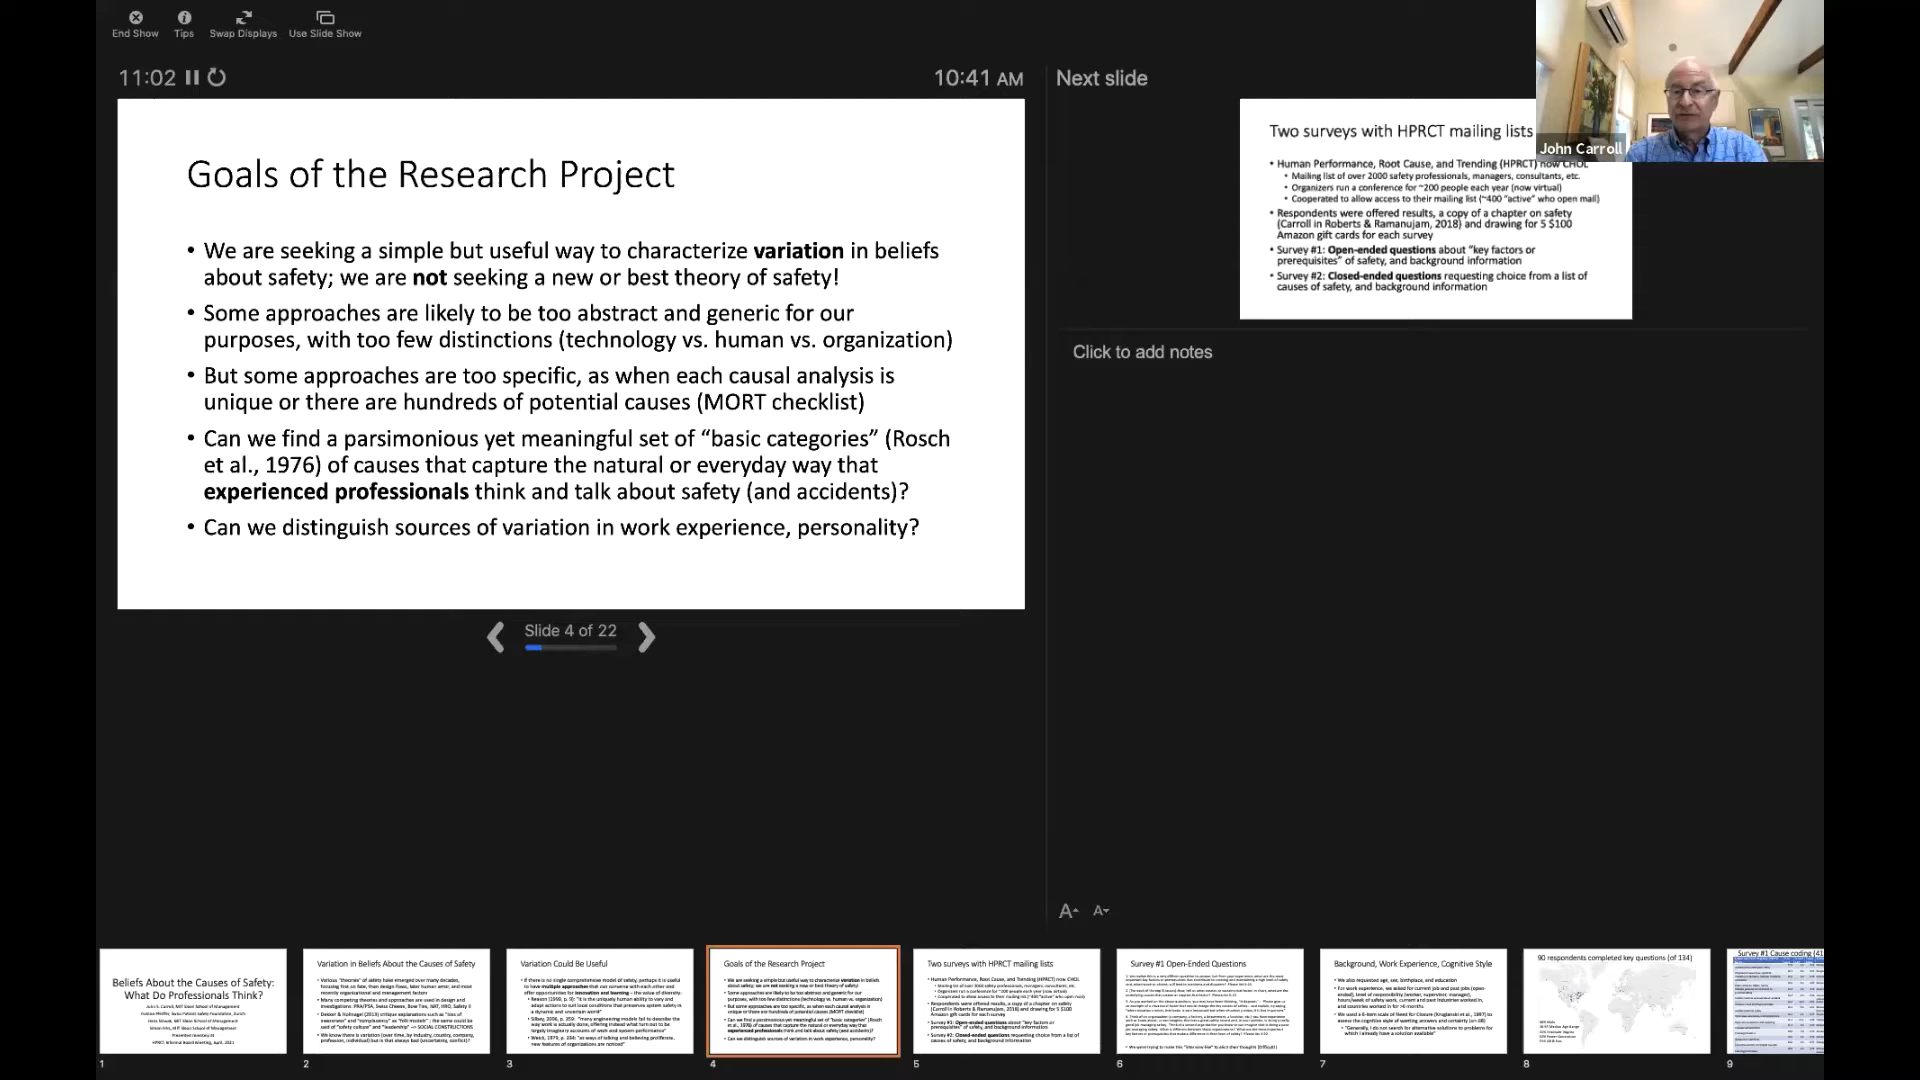 End Show
Tips
Swap Displays
Use Slide Show
11:02
10:41 AM
Next slide
Goals of the Research Project
• We are seeking a simple but useful way to characterize variation in beliefs
about safety; we are not seeking a new or best theory of safety!
• Some approaches are likely to be too abstract and generic for our
purposes, with too few distinctions (technology vs. human vs. organization)
• But some approaches are too specific, as when each causal analysis is
unique or there are hundreds of potential causes (MORT checklist)
• Can we find a parsimonious yet meaningful set of “basic categories” (Rosch
et al., 1976) of causes that capture the natural or everyday way that
experienced professionals think and talk about safety (and accidents)?
• Can we distinguish sources of variation in work experience, personality?
Slide 4 of 22
Two surveys with HPRCT mailing lists
• Human Performance, Root Cause, and Trending (HPRCT) now CHOL
• Mailing list of over 2000 safety professionals, managers, consultants, etc.
• Organizers run a conference for ~200 people each year (now virtual)
• Cooperated to allow access to their mailing list (~400 "active" who open mail)
• Respondents were offered results, a copy of a chapter on safety
(Carroll in Roberts & Ramanujam, 2018) and drawing for 5 $100
Amazon gift cards for each survey
• Survey #1: Open-ended questions about "key factors or
prerequisites" of safety, and background information
• Survey #2: Closed-ended questions requesting choice from a list of
causes of safety, and background information
John Carroll
Click to add notes
A
A
Beliefs About the Causes of Safety:
What Do Professionals Think?
1
Variation in Beliefs About the Causes of Safety
2
Variation Could Be Useful
3
Goals of the Research Project
4
Two surveys with HPRCT mailing lists
5
Survey #1 Open-Ended Questions
6
Background, Work Experience, Cognitive Style
7
90 respondents completed key questions (of 134)
8
Survey #1 Cause coding (41
9